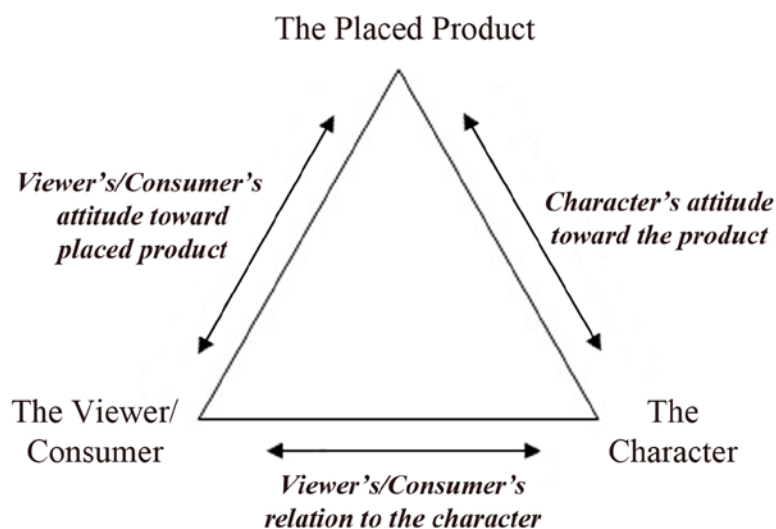 The Placed Product
Viewer's/Consumer's
attitude toward
placed product
Character's attitude
toward the product
The Viewer/
Consumer
The
Character
Viewer's/Consumer's
relation to the character